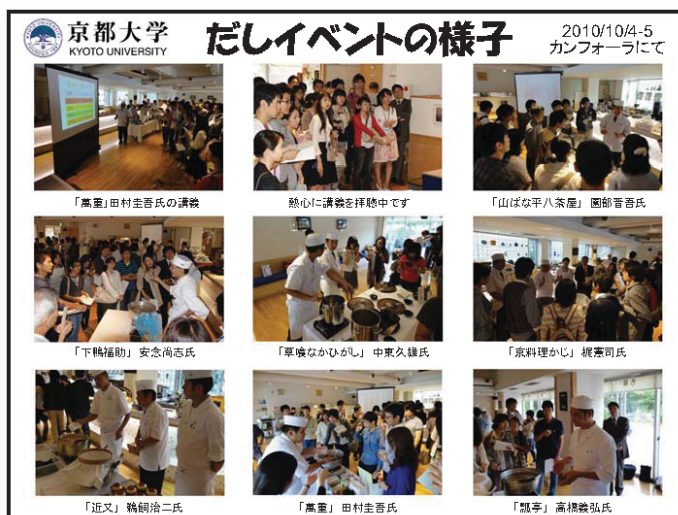 京都大学
KYOTO UNIVERSITY
だしイベントの様子
2010/10/4-5
カンフォーラにて
「萬重」田村圭吾氏の講義
熱心に講義を拝聴中です
「山ばな平八茶屋」 園部晋吾氏
「下鴨福助」 安念尚志氏
「草喰なかひがし」 中東久雄氏
「京料理かじ」 梶憲司氏
「近又」 鵜飼治二氏
「萬重」 田村圭吾氏
「瓢亭」 高橋義弘氏